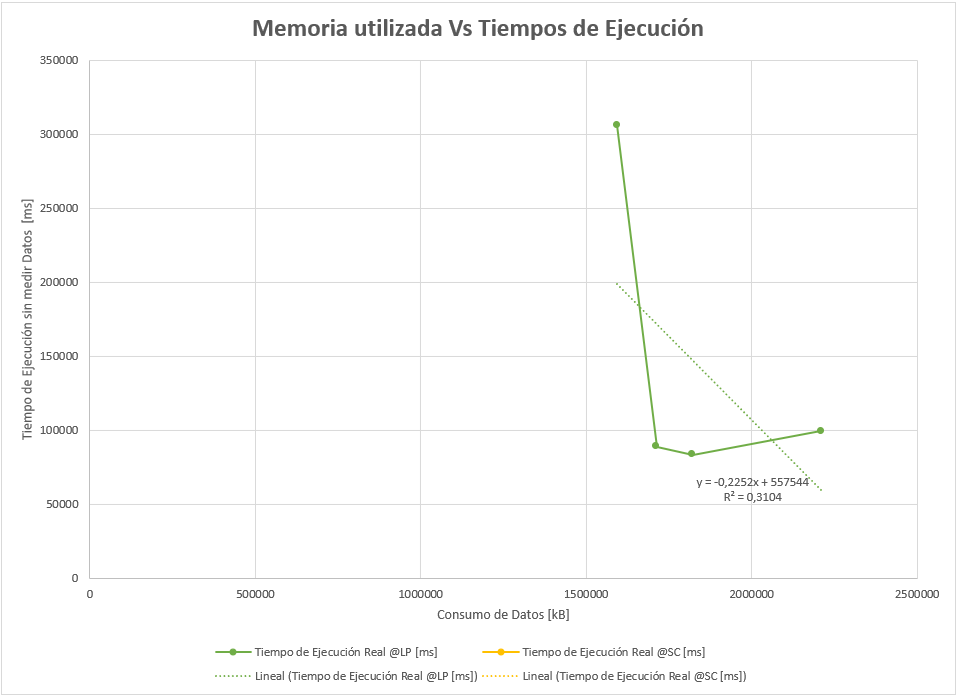 Memoria utilizada Vs Tiempos de Ejecución
350000
300000
250000
200000
150000
100000
50000
0
Tiempo de Ejecución sin medir Datos [ms]
y = -0,2252x + 557544
R² = 0,3104
0 500000 1000000 1500000 2000000 2500000
Consumo de Datos [kB]
Tiempo de Ejecución Real @LP [ms] Tiempo de Ejecución Real @SC [ms]
Lineal (Tiempo de Ejecución Real @LP [ms]) Lineal (Tiempo de Ejecución Real @SC [ms])